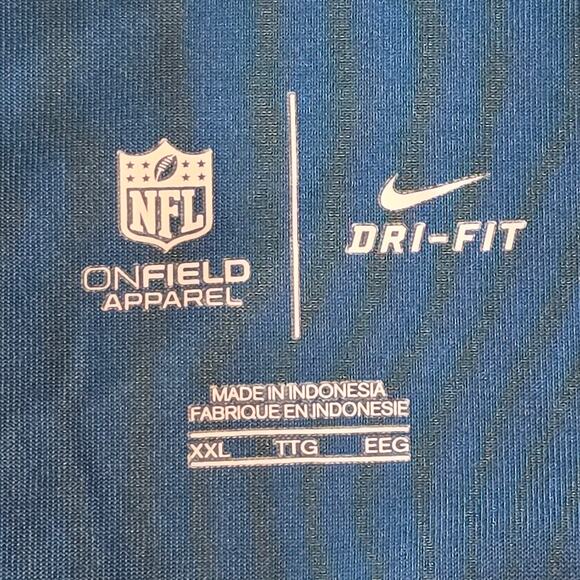 NFL
ONFIELD
APPAREL
DRI-FIT
MADE IN INDONESIA
FABRIQUE EN INDONESIE
XXL TTG EEG